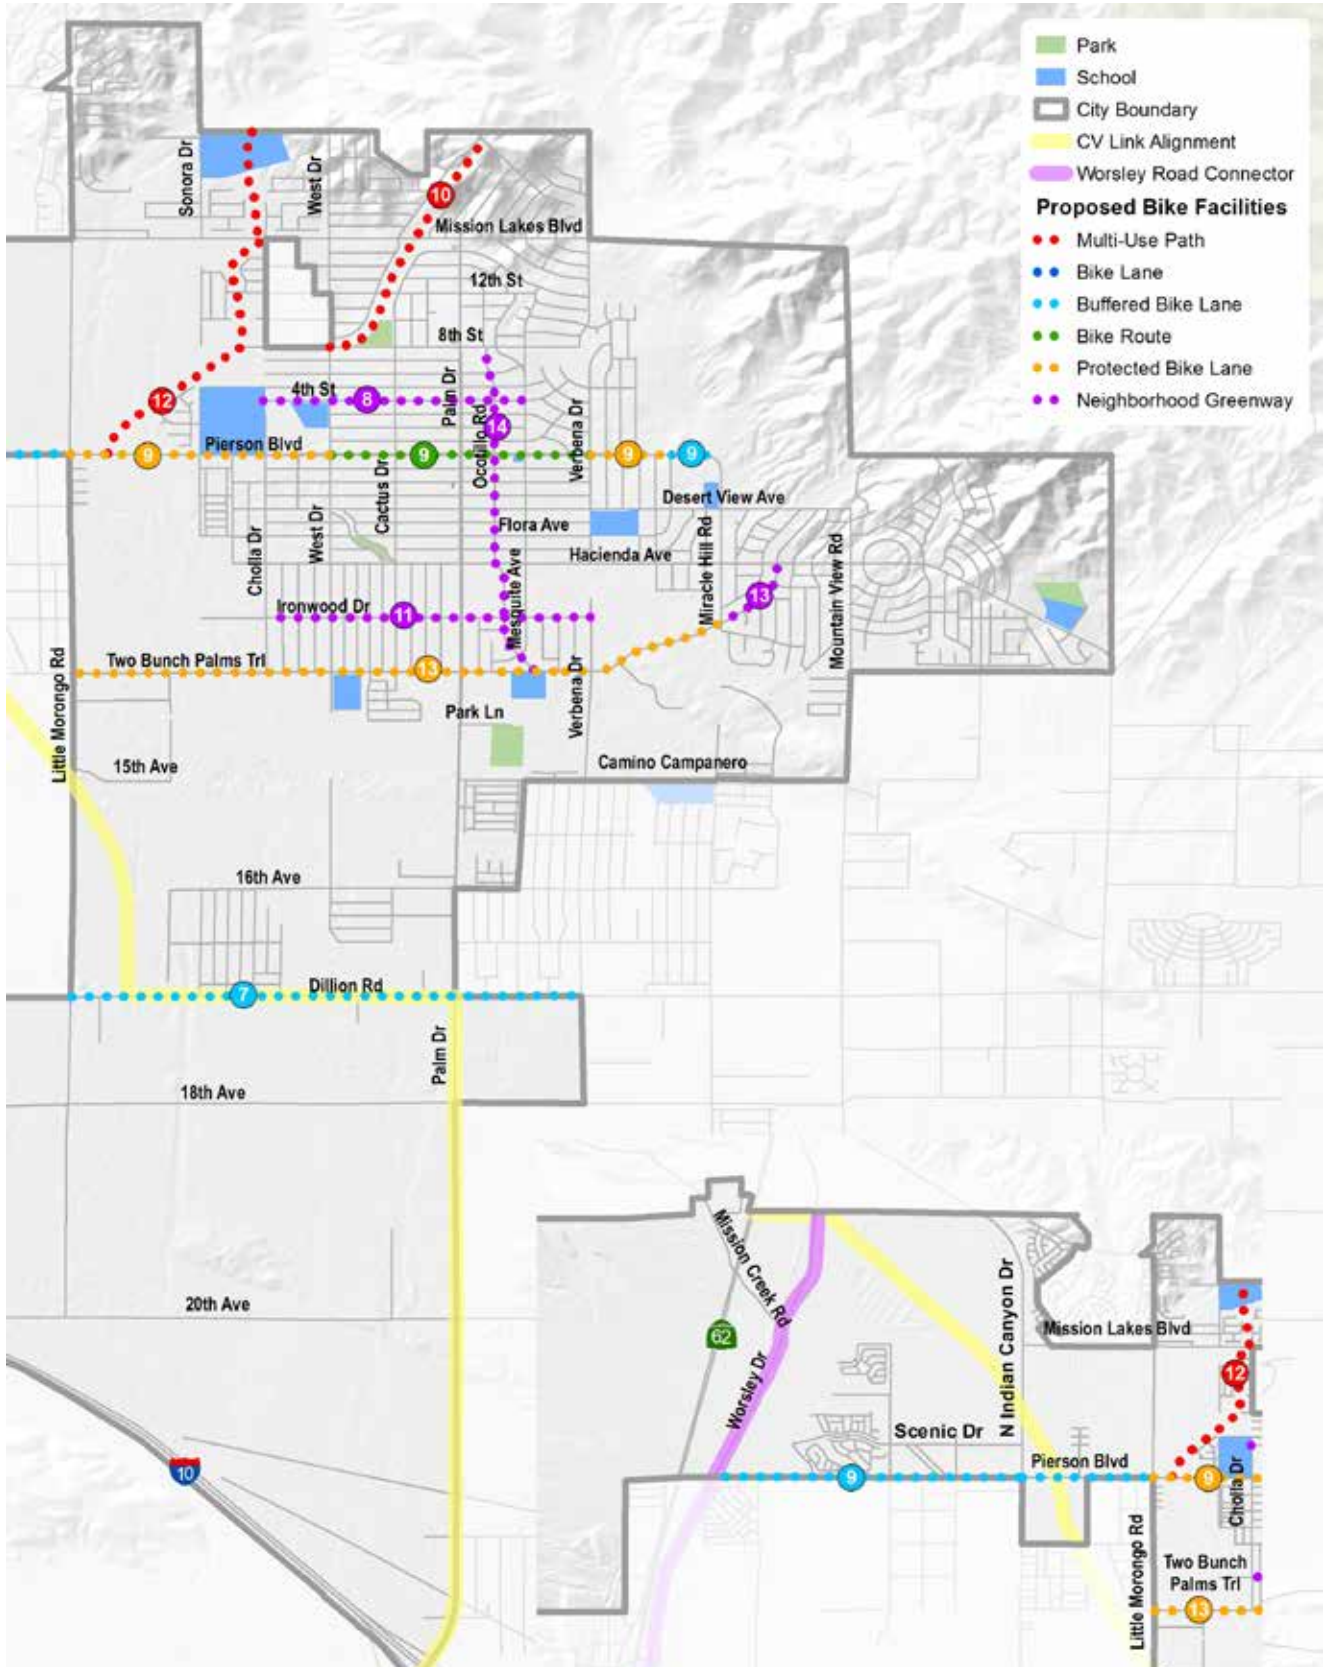 Park
School
City Boundary
CV Link Alignment
Worsley Road Connector
Proposed Bike Facilities
Multi-Use Path
Bike Lane
Buffered Bike Lane
Bike Route
Protected Bike Lane
Neighborhood Greenway
Sonora Dr
West Dr
10
Mission Lakes Blvd
12th St
8th St
4th St
8
Palm Dr
12
14
Ocotillo Rd
Verbena Dr
Pierson Blvd
9
9
9
9
Cactus Dr
Desert View Ave
Flora Ave
Cholla Dr
West Dr
Hacienda Ave
Miracle Hill Rd
Mountain View Rd
Mesquite Ave
13
Ironwood Dr
11
Two Bunch Palms Trl
13
Little Morongo Rd
Park Ln
Verbena Dr
15th Ave
Camino Campanero
16th Ave
Dillion Rd
7
Palm Dr
18th Ave
20th Ave
10
Mission Creek Rd
62
Worsley Dr
N Indian Canyon Dr
Mission Lakes Blvd
12
Scenic Dr
Pierson Blvd
9
9
Cholla Dr
Little Morongo Rd
Two Bunch
Palms Trl
13